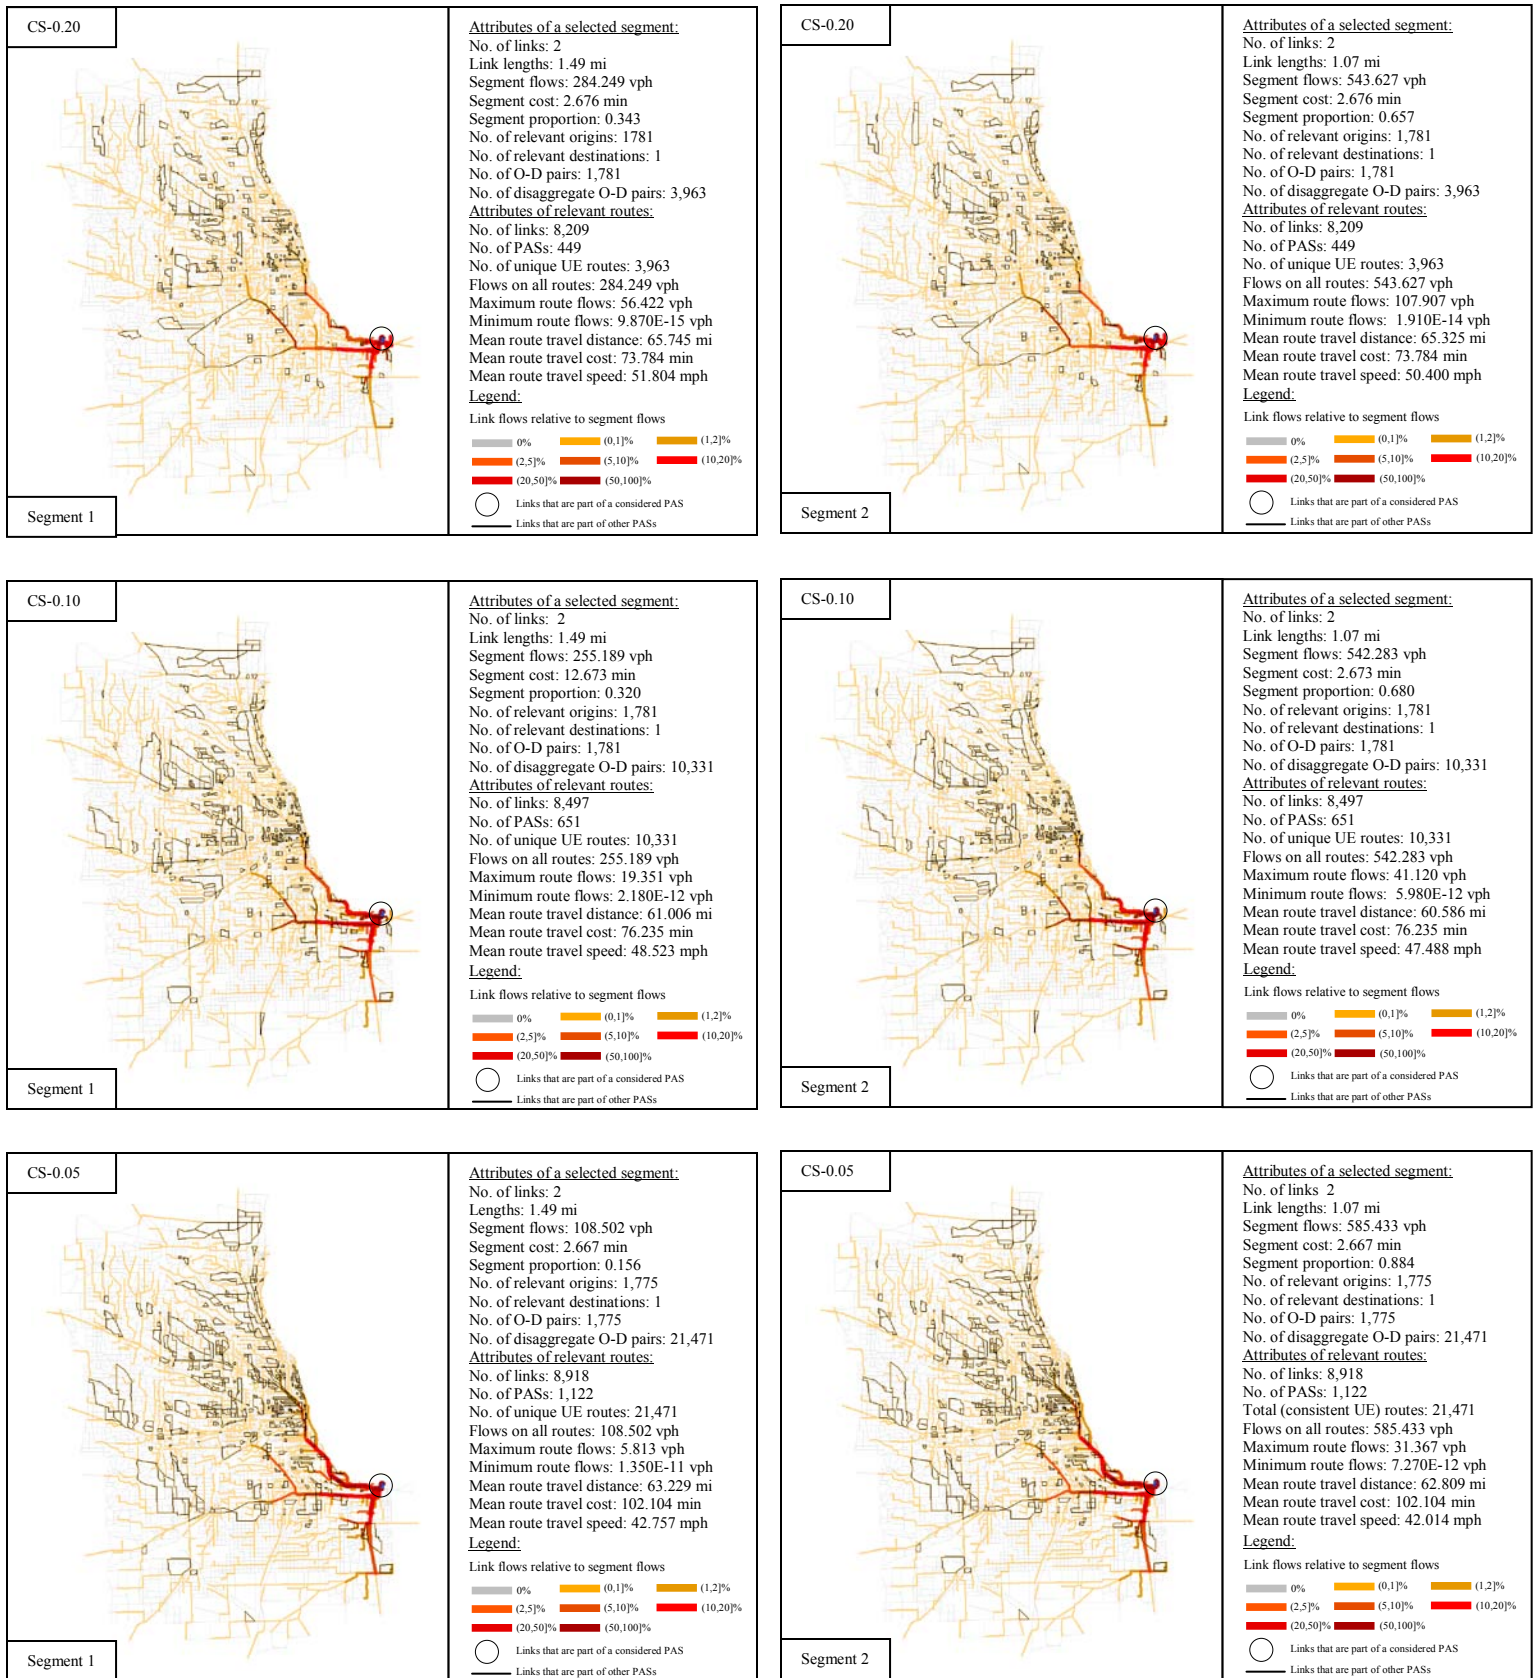 CS-0.20
Attributes of a selected segment:
No. of links: 2
Link lengths: 1.49 mi
Segment flows: 284.249 vph
Segment cost: 2.676 min
Segment proportion: 0.343
No. of relevant origins: 1781
No. of relevant destinations: 1
No. of O-D pairs: 1,781
No. of disaggregate O-D pairs: 3,963
Attributes of relevant routes:
No. of links: 8,209
No. of PASs: 449
No. of unique UE routes: 3,963
Flows on all routes: 284.249 vph
Maximum route flows: 56.422 vph
Minimum route flows: 9.870E-15 vph
Mean route travel distance: 65.745 mi
Mean route travel cost: 73.784 min
Mean route travel speed: 51.804 mph
Legend:
Link flows relative to segment flows
0% (0,1]% (1,2]%
(2,5]% (5,10]% (10,20]%
(20,50]% (50,100]%
Links that are part of a considered PAS
Links that are part of other PASs
Segment 1
CS-0.20
Attributes of a selected segment:
No. of links: 2
Link lengths: 1.07 mi
Segment flows: 543.627 vph
Segment cost: 2.676 min
Segment proportion: 0.657
No. of relevant origins: 1,781
No. of relevant destinations: 1
No. of O-D pairs: 1,781
No. of disaggregate O-D pairs: 3,963
Attributes of relevant routes:
No. of links: 8,209
No. of PASs: 449
No. of unique UE routes: 3,963
Flows on all routes: 543.627 vph
Maximum route flows: 107.907 vph
Minimum route flows: 1.910E-14 vph
Mean route travel distance: 65.325 mi
Mean route travel cost: 73.784 min
Mean route travel speed: 50.400 mph
Legend:
Link flows relative to segment flows
0% (0,1]% (1,2]%
(2,5]% (5,10]% (10,20]%
(20,50]% (50,100]%
Links that are part of a considered PAS
Links that are part of other PASs
Segment 2
CS-0.10
Attributes of a selected segment:
No. of links: 2
Link lengths: 1.49 mi
Segment flows: 255.189 vph
Segment cost: 12.673 min
Segment proportion: 0.320
No. of relevant origins: 1,781
No. of relevant destinations: 1
No. of O-D pairs: 1,781
No. of disaggregate O-D pairs: 10,331
Attributes of relevant routes:
No. of links: 8,497
No. of PASs: 651
No. of unique UE routes: 10,331
Flows on all routes: 255.189 vph
Maximum route flows: 19.351 vph
Minimum route flows: 2.180E-12 vph
Mean route travel distance: 61.006 mi
Mean route travel cost: 76.235 min
Mean route travel speed: 48.523 mph
Legend:
Link flows relative to segment flows
0% (0,1]% (1,2]%
(2,5]% (5,10]% (10,20]%
(20,50]% (50,100]%
Links that are part of a considered PAS
Links that are part of other PASs
Segment 1
CS-0.10
Attributes of a selected segment:
No. of links: 2
Link lengths: 1.07 mi
Segment flows: 542.283 vph
Segment cost: 2.673 min
Segment proportion: 0.680
No. of relevant origins: 1,781
No. of relevant destinations: 1
No. of O-D pairs: 1,781
No. of disaggregate O-D pairs: 10,331
Attributes of relevant routes:
No. of links: 8,497
No. of PASs: 651
No. of unique UE routes: 10,331
Flows on all routes: 542.283 vph
Maximum route flows: 41.120 vph
Minimum route flows: 5.980E-12 vph
Mean route travel distance: 60.586 mi
Mean route travel cost: 76.235 min
Mean route travel speed: 47.488 mph
Legend:
Link flows relative to segment flows
0% (0,1]% (1,2]%
(2,5]% (5,10]% (10,20]%
(20,50]% (50,100]%
Links that are part of a considered PAS
Links that are part of other PASs
Segment 2
CS-0.05
Attributes of a selected segment:
No. of links: 2
Lengths: 1.49 mi
Segment flows: 108.502 vph
Segment cost: 2.667 min
Segment proportion: 0.156
No. of relevant origins: 1,775
No. of relevant destinations: 1
No. of O-D pairs: 1,775
No. of disaggregate O-D pairs: 21,471
Attributes of relevant routes:
No. of links: 8,918
No. of PASs: 1,122
No. of unique UE routes: 21,471
Flows on all routes: 108.502 vph
Maximum route flows: 5.813 vph
Minimum route flows: 1.350E-11 vph
Mean route travel distance: 63.229 mi
Mean route travel cost: 102.104 min
Mean route travel speed: 42.757 mph
Legend:
Link flows relative to segment flows
0% (0,1]% (1,2]%
(2,5]% (5,10]% (10,20]%
(20,50]% (50,100]%
Links that are part of a considered PAS
Links that are part of other PASs
Segment 1
CS-0.05
Attributes of a selected segment:
No. of links 2
Link lengths: 1.07 mi
Segment flows: 585.433 vph
Segment cost: 2.667 min
Segment proportion: 0.884
No. of relevant origins: 1,775
No. of relevant destinations: 1
No. of O-D pairs: 1,775
No. of disaggregate O-D pairs: 21,471
Attributes of relevant routes:
No. of links: 8,918
No. of PASs: 1,122
Total (consistent UE) routes: 21,471
Flows on all routes: 585.433 vph
Maximum route flows: 31.367 vph
Minimum route flows: 7.270E-12 vph
Mean route travel distance: 62.809 mi
Mean route travel cost: 102.104 min
Mean route travel speed: 42.014 mph
Legend:
Link flows relative to segment flows
0% (0,1]% (1,2]%
(2,5]% (5,10]% (10,20]%
(20,50]% (50,100]%
Links that are part of a considered PAS
Links that are part of other PASs
Segment 2